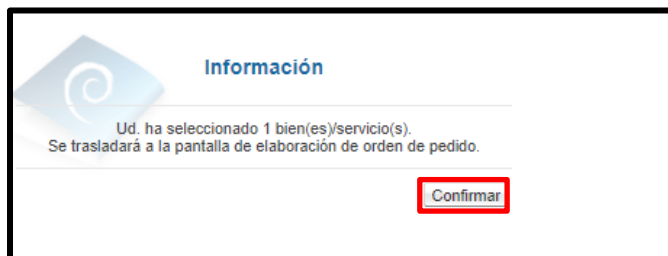 Información
Ud. ha seleccionado 1 bien(es)/servicio(s).
Se trasladará a la pantalla de elaboración de orden de pedido.
Confirmar